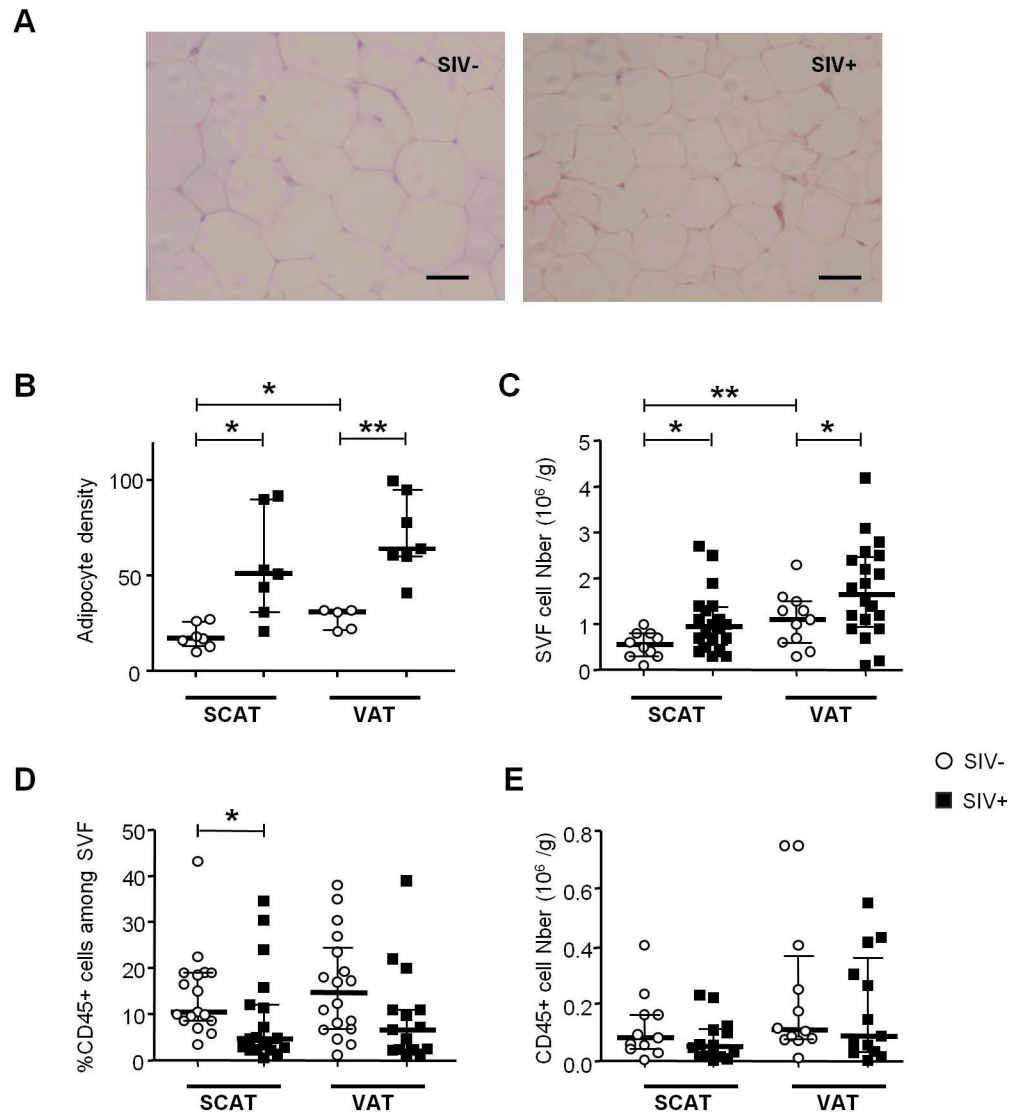 A
SIV-
SIV+
B
*
*
**
Adipocyte density
100
50
0
SCAT
VAT
C
**
*
*
SVF cell Nber (10⁶ /g)
5
4
3
2
1
0
SCAT
VAT
SIV-
SIV+
D
*
%CD45+ cells among SVF
50
40
30
20
10
0
SCAT
VAT
E
CD45+ cell Nber (10⁶ /g)
0.8
0.6
0.4
0.2
0.0
SCAT
VAT